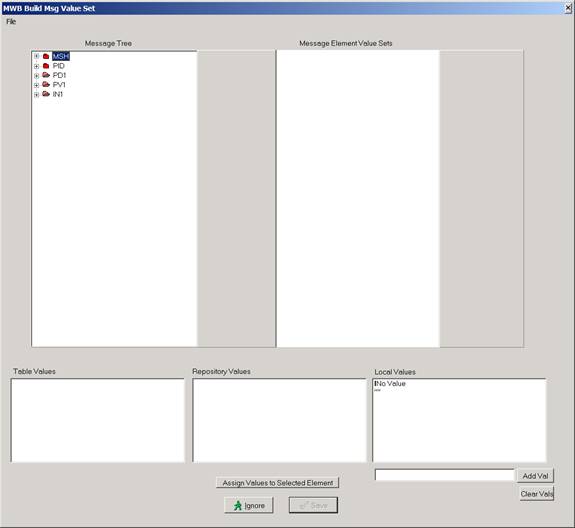 MWB Build Msg Value Set
File
Message Tree
Message Element Value Sets
MSH
PID
PD1
PV1
IN1
Table Values
Repository Values
Local Values
!No Value
""
Add Val
Assign Values to Selected Element
Clear Vals
Ignore
Save